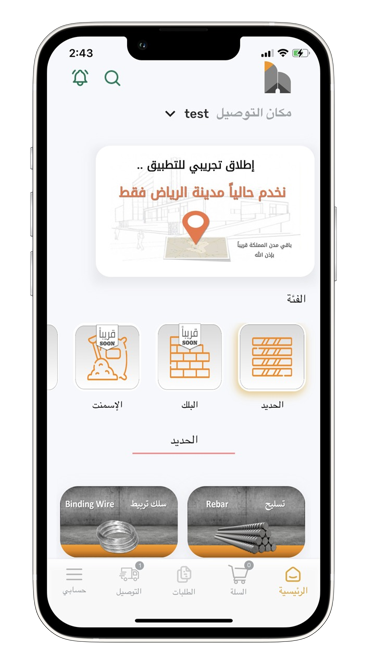 2:43
مكان التوصيل test
إطلاق تجريبي للتطبيق ..
نخدم حالياً مدينة الرياض فقط
باقي مدن المملكة قريباً
بإذن الله
الفئة
قريباً
SOON
قريباً
SOON
الحديد
البلك
الإسمنت
الحديد
تسليح Rebar
سلك تربيط Binding Wire
0
1
الرئيسية
السلة
الطلبات
التوصيل
حسابي